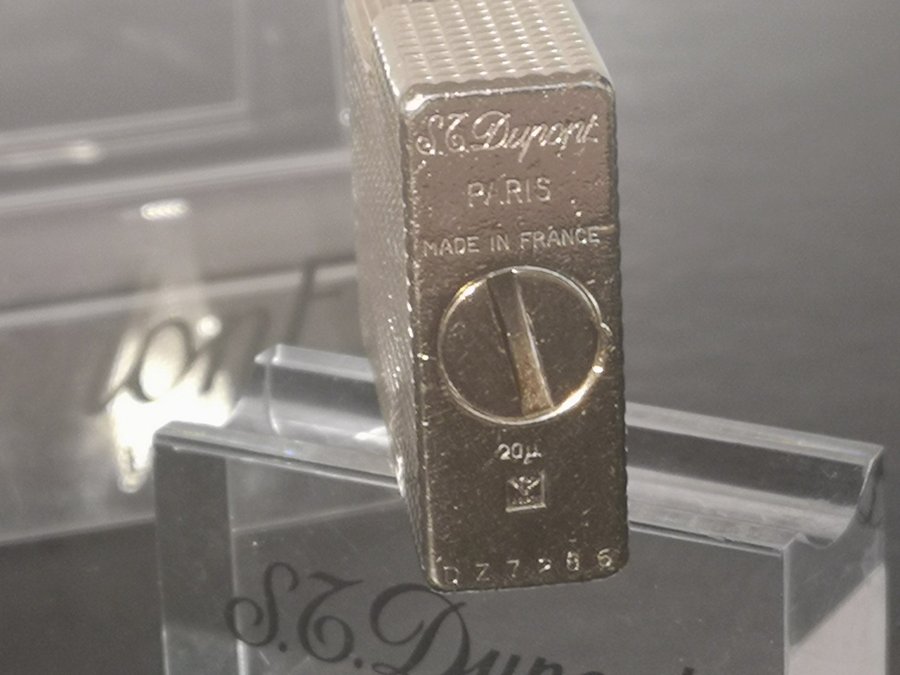 S.T. Dupont
PARIS
MADE IN FRANCE
20µ
S.T. Dupont